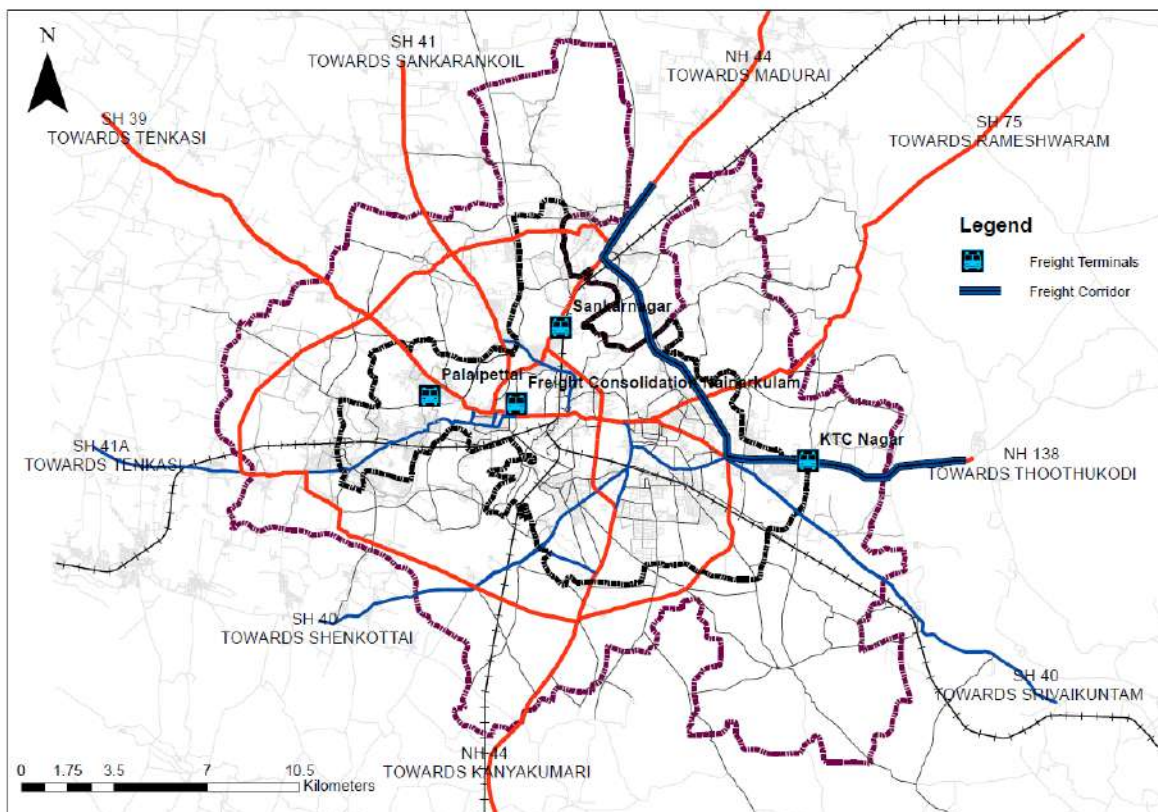 N
SH 41
TOWARDS SANKARANKOIL
NH 44
TOWARDS MADURAI
SH 39
TOWARDS TENKASI
SH 75
TOWARDS RAMESHWARAM
Legend
Freight Terminals
Freight Corridor
Sankarnagar
Palaipettai
Freight Consolidation Nainarkulam
KTC Nagar
SH 41A
TOWARDS TENKASI
NH 138
TOWARDS THOOTHUKODI
SH 40
TOWARDS SHENKOTTAI
SH 40
TOWARDS SRIVAIKUNTAM
NH 44
TOWARDS KANYAKUMARI
0 1.75 3.5 7 10.5
Kilometers